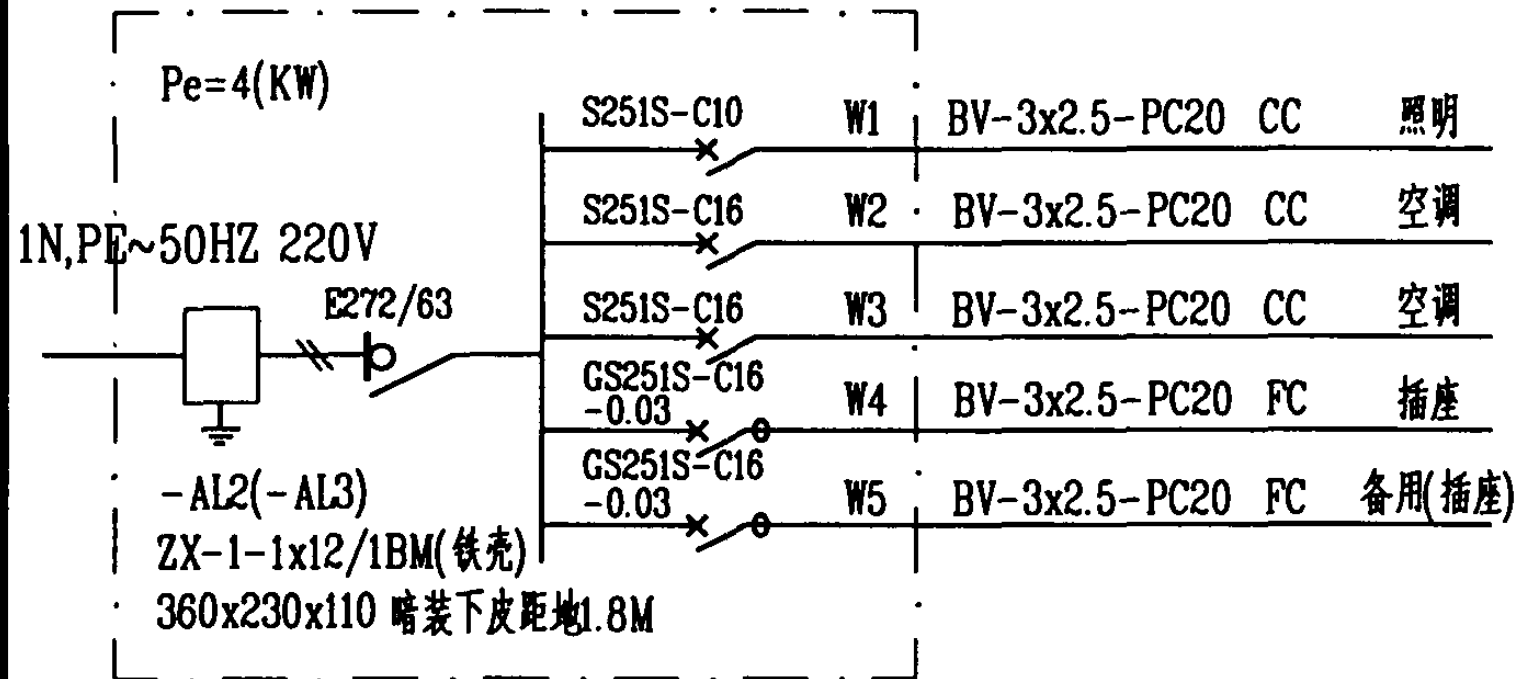 Pe=4(KW)
S251S-C10 W1 BV-3x2.5-PC20 CC 照明
S251S-C16 W2 BV-3x2.5-PC20 CC 空调
1N,PE~50HZ 220V
E272/63
S251S-C16 W3 BV-3x2.5-PC20 CC 空调
GS251S-C16
-0.03 W4 BV-3x2.5-PC20 FC 插座
GS251S-C16
-0.03 W5 BV-3x2.5-PC20 FC 备用(插座)
-AL2(-AL3)
ZX-1-1x12/1BM(铁壳)
360x230x110 暗装下皮距地1.8M